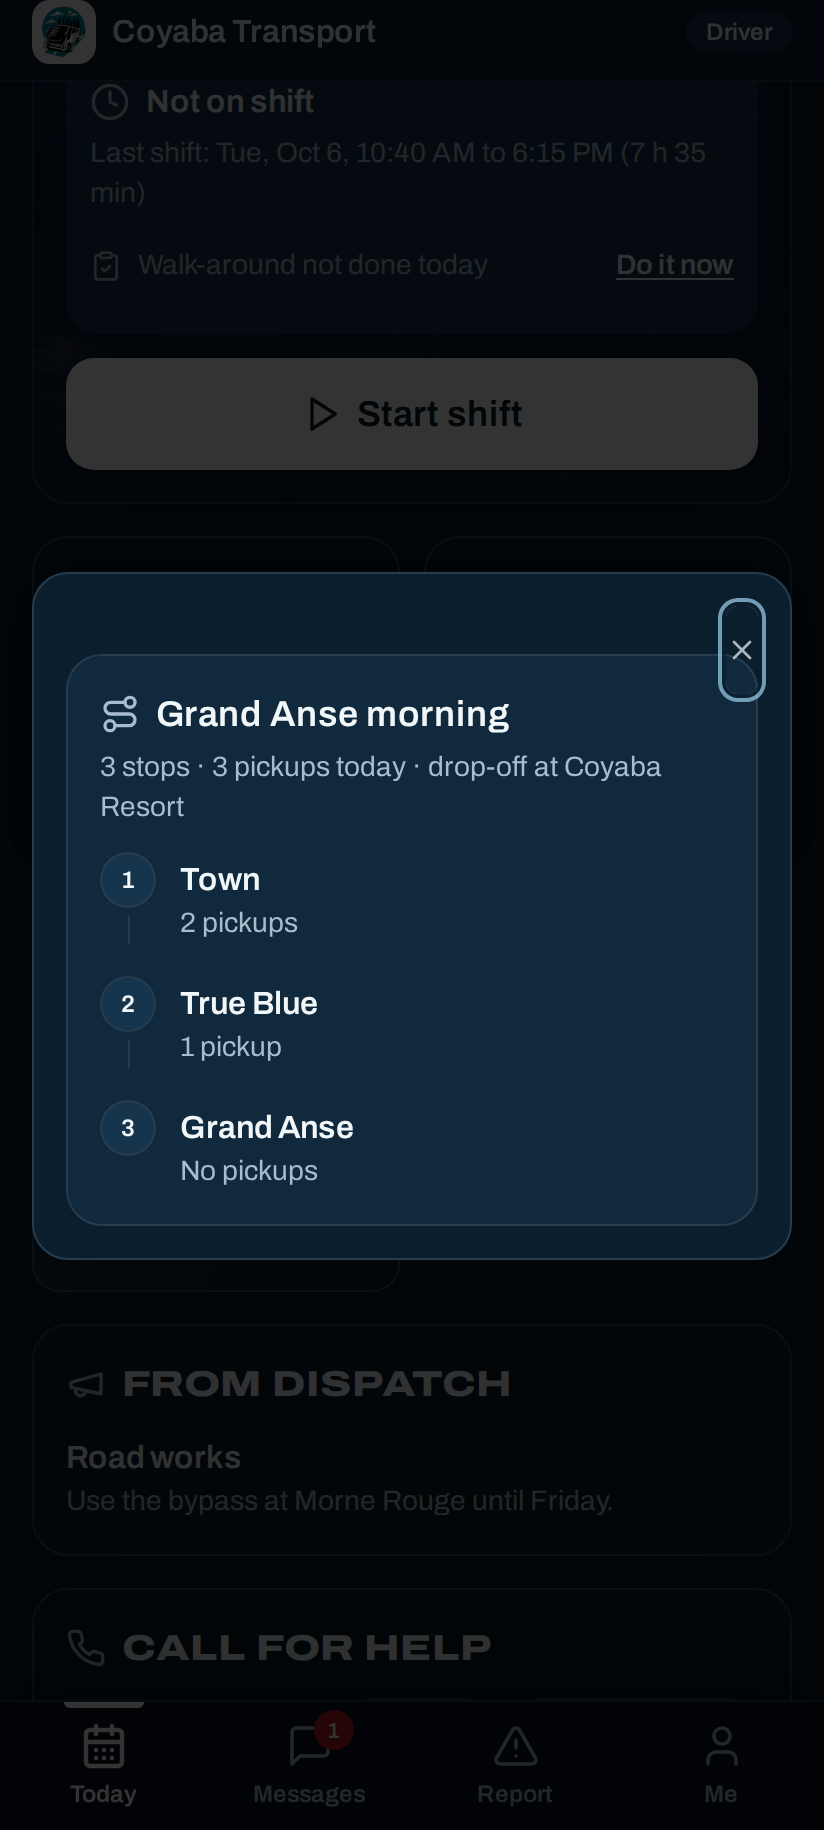 Coyaba Transport
Driver
Not on shift
Last shift: Tue, Oct 6, 10:40 AM to 6:15 PM (7 h 35
min)
Walk-around not done today
Do it now
Start shift
Grand Anse morning
3 stops · 3 pickups today · drop-off at Coyaba
Resort
1
Town
2 pickups
2
True Blue
1 pickup
3
Grand Anse
No pickups
FROM DISPATCH
Road works
Use the bypass at Morne Rouge until Friday.
CALL FOR HELP
1
Today
Messages
Report
Me